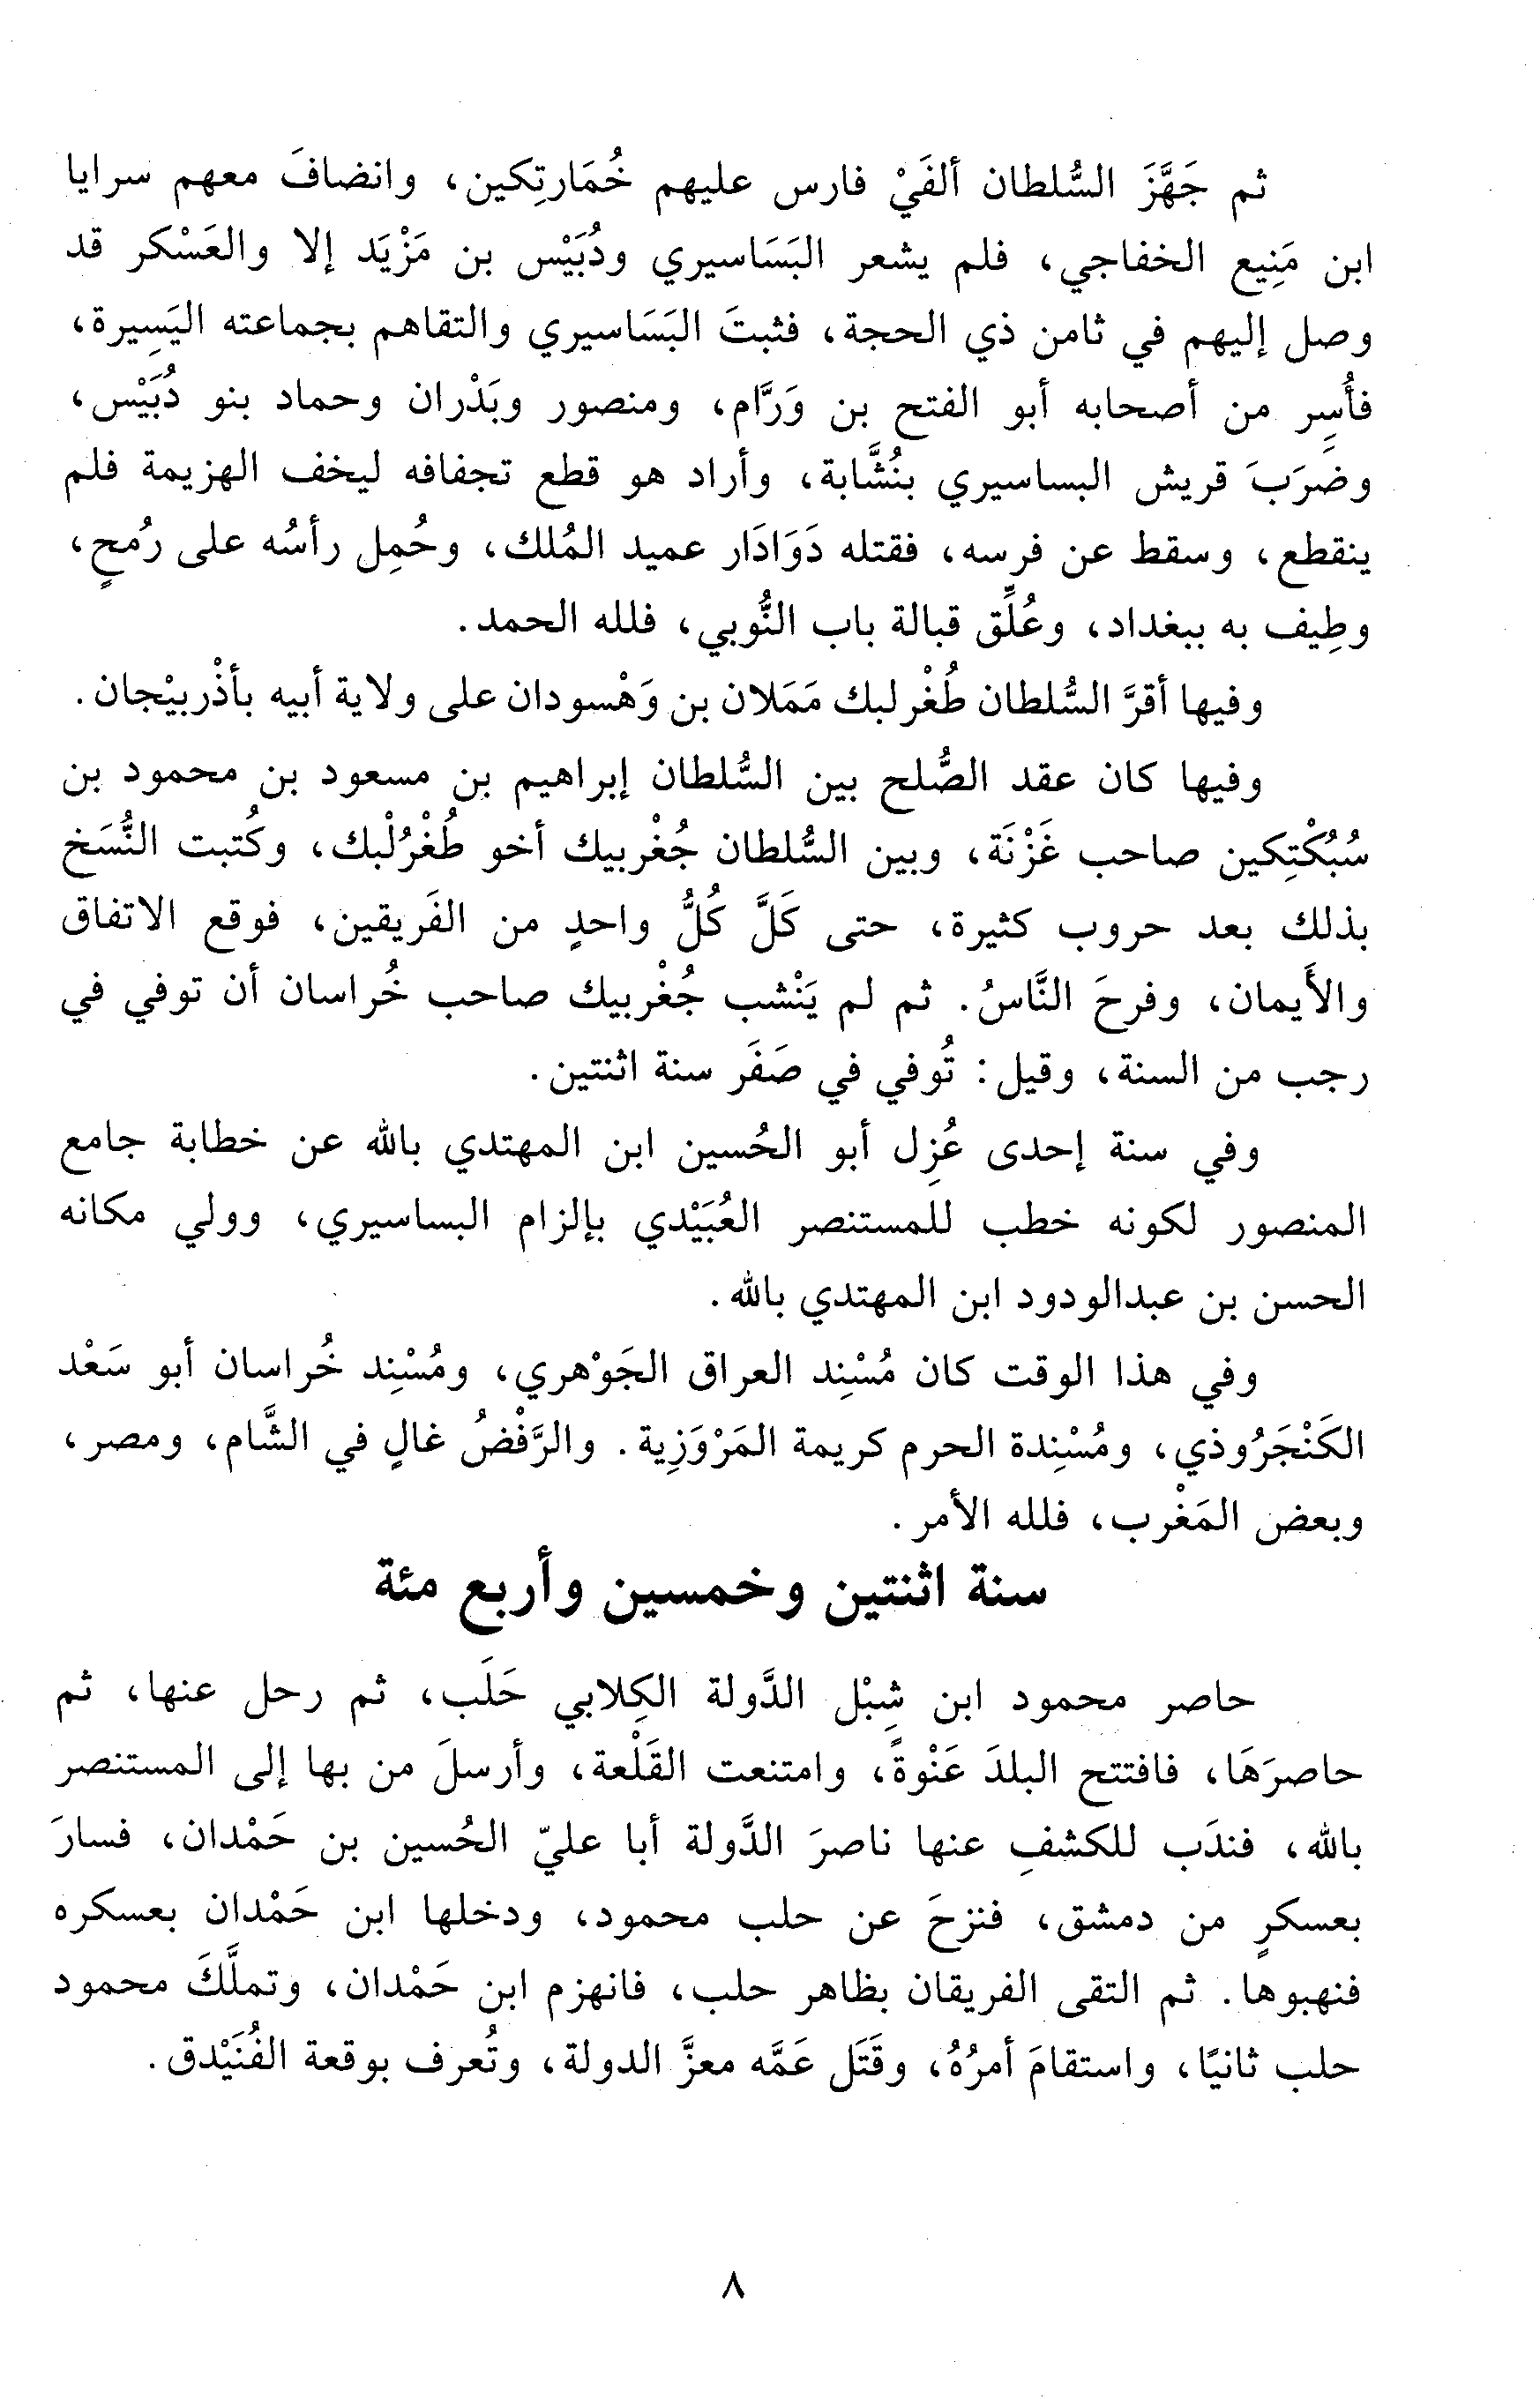 ثم جَهَّزَ السُّلطان ألفَيْ فارس عليهم خُمَارتِكين، وانضافَ معهم سرايا
ابن مَنِيع الخفاجي، فلم يشعر البَسَاسيري ودُبَيْس بن مَزْيَد إلا والعَسْكر قد
وصل إليهم في ثامن ذي الحجة، فثبتَ البَسَاسيري والتقاهم بجماعته اليَسِيرة،
فأُسِر من أصحابه أبو الفتح بن وَرَّام، ومنصور وبَدْران وحماد بنو دُبَيْس،
وضَرَبَ قريش البساسيري بنُشَّابة، وأراد هو قطع تجفافه ليخف الهزيمة فلم
ينقطع، وسقط عن فرسه، فقتله دَوَادَار عميد المُلك، وحُمِل رأسُه على رُمحٍ،
وطِيف به ببغداد، وعُلِّق قبالة باب النُّوبي، فلله الحمد.
وفيها أقرَّ السُّلطان طُغْرلبك مَمَلان بن وَهْسودان على ولاية أبيه بأذْربيْجان.
وفيها كان عقد الصُّلح بين السُّلطان إبراهيم بن مسعود بن محمود بن
سُبُكْتِكين صاحب غَزْنَة، وبين السُّلطان جُغْربيك أخو طُغْرُلْبك، وكُتبت النُّسَخ
بذلك بعد حروب كثيرة، حتى كَلَّ كُلُّ واحدٍ من الفَريقين، فوقع الاتفاق
والأَيمان، وفرحَ النَّاسُ. ثم لم يَنْشب جُغْربيك صاحب خُراسان أن توفي في
رجب من السنة، وقيل: تُوفي في صَفَر سنة اثنتين.
وفي سنة إحدى عُزِل أبو الحُسين ابن المهتدي بالله عن خطابة جامع
المنصور لكونه خطب للمستنصر العُبَيْدي بإلزام البساسيري، وولي مكانه
الحسن بن عبدالودود ابن المهتدي بالله.
وفي هذا الوقت كان مُسْنِد العراق الجَوْهري، ومُسْنِد خُراسان أبو سَعْد
الكَنْجَرُوذي، ومُسْنِدة الحرم كريمة المَرْوَزِية. والرَّفْضُ غالٍ في الشَّام، ومصر،
وبعض المَغْرب، فلله الأمر.
سنة اثنتين وخمسين وأربع مئة
حاصر محمود ابن شِبْل الدَّولة الكِلابي حَلَب، ثم رحل عنها، ثم
حاصرَهَا، فافتتح البلدَ عَنْوةً، وامتنعت القَلْعة، وأرسلَ من بها إلى المستنصر
بالله، فندَب للكشفِ عنها ناصرَ الدَّولة أبا عليّ الحُسين بن حَمْدان، فسارَ
بعسكرٍ من دمشق، فنزحَ عن حلب محمود، ودخلها ابن حَمْدان بعسكره
فنهبوها. ثم التقى الفريقان بظاهر حلب، فانهزم ابن حَمْدان، وتملَّكَ محمود
حلب ثانيًا، واستقامَ أمرُهُ، وقَتَل عَمَّه معزَّ الدولة، وتُعرف بوقعة الفُنَيْدق.
٨